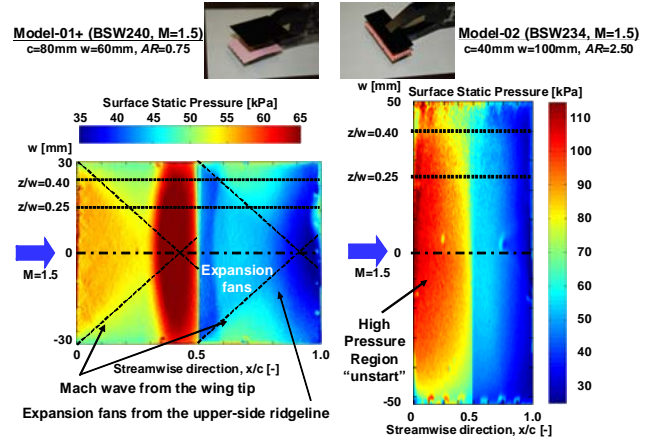 Model-01+ (BSW240, M=1.5)
c=80mm w=60mm, AR=0.75
Model-02 (BSW234, M=1.5)
c=40mm w=100mm, AR=2.50
Surface Static Pressure [kPa]
35 40 45 50 55 60 65
w [mm]
30
z/w=0.40
z/w=0.25
0
M=1.5
-30
Expansion
fans
0 0.5 1.0
Streamwise direction, x/c [-]
Mach wave from the wing tip
Expansion fans from the upper-side ridgeline
w [mm]
Surface Static Pressure [kPa]
50
z/w=0.40
z/w=0.25
0
M=1.5
High
Pressure
Region
“unstart”
-50
0 0.5 1.0
Streamwise direction, x/c [-]
110
100
90
80
70
60
50
40
30